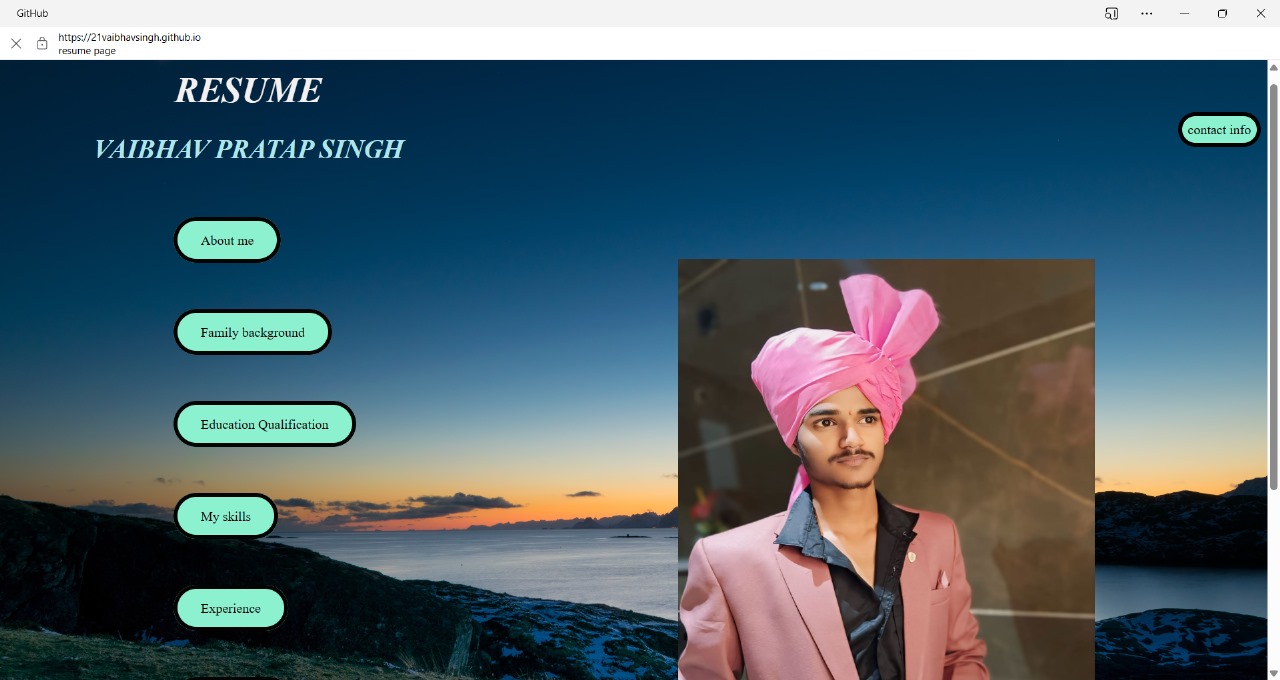 GitHub
https://21vaibhavsingh.github.io
resume page
RESUME
contact info
VAIBHAV PRATAP SINGH
About me
Family background
Education Qualification
My skills
Experience